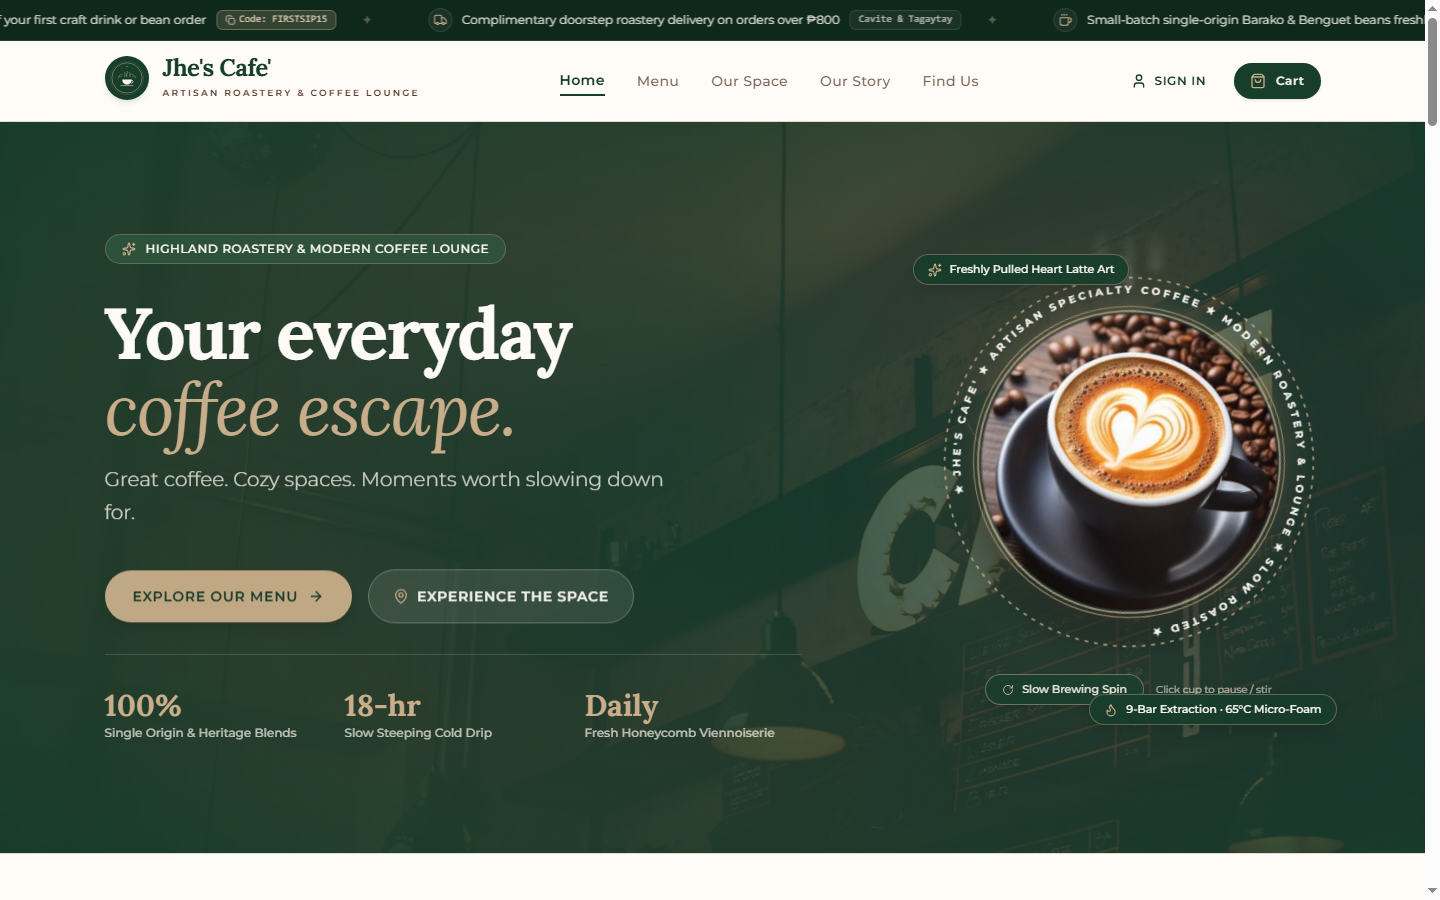 your first craft drink or bean order
Code: FIRSTSIP15
Complimentary doorstep roastery delivery on orders over ₱800
Cavite & Tagaytay
Small-batch single-origin Barako & Benguet beans
Jhe's Cafe'
ARTISAN ROASTERY & COFFEE LOUNGE
Home
Menu
Our Space
Our Story
Find Us
SIGN IN
Cart
HIGHLAND ROASTERY & MODERN COFFEE LOUNGE
Your everyday
coffee escape.
Great coffee. Cozy spaces. Moments worth slowing down
for.
EXPLORE OUR MENU
EXPERIENCE THE SPACE
100%
Single Origin & Heritage Blends
18-hr
Slow Steeping Cold Drip
Daily
Fresh Honeycomb Viennoiserie
Freshly Pulled Heart Latte Art
★ JHE'S CAFE' ★ ARTISAN SPECIALTY COFFEE ★ MODERN ROASTERY & LOUNGE ★ SLOW ROASTED ★
Slow Brewing Spin
Click cup to pause / stir
9-Bar Extraction · 65°C Micro-Foam